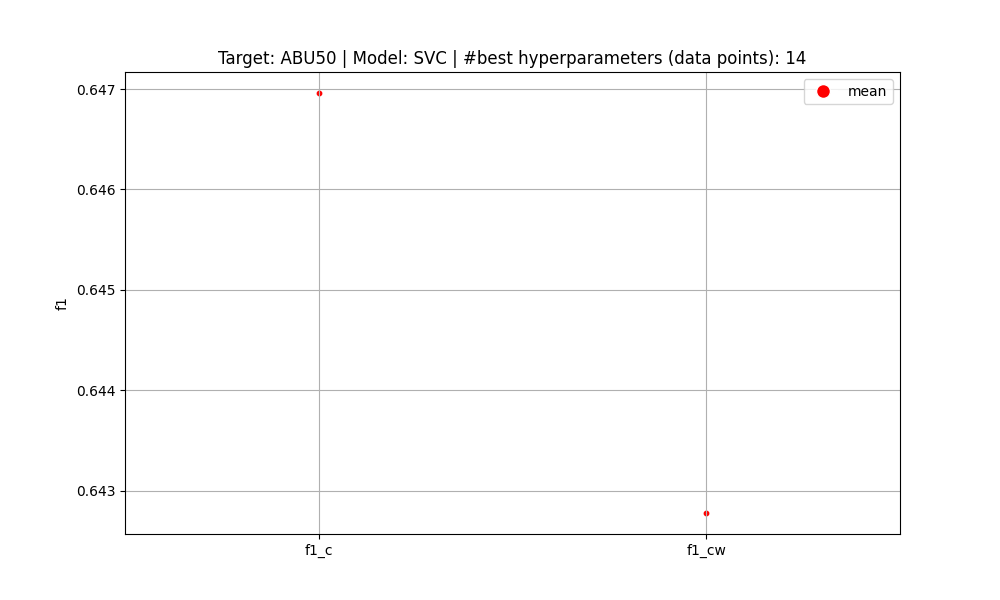 Target: ABU50 | Model: SVC | #best hyperparameters (data points): 14
mean
0.647
0.646
0.645
0.644
0.643
f1
f1_c
f1_cw